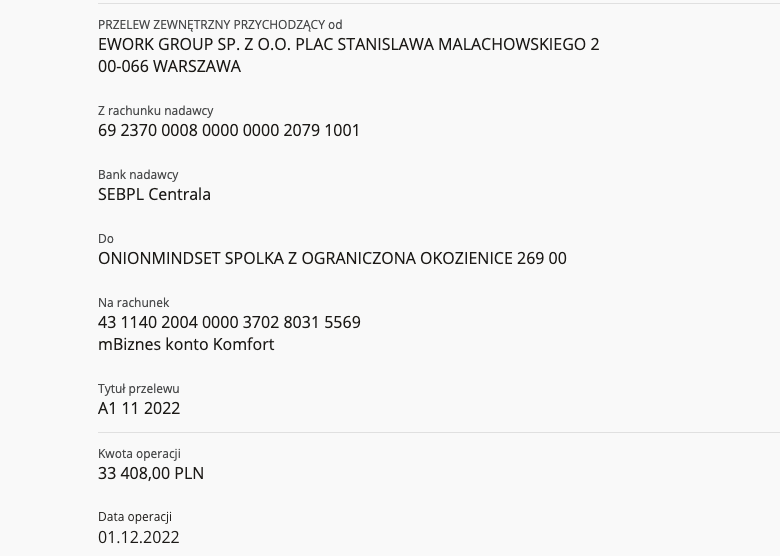 PRZELEW ZEWNĘTRZNY PRZYCHODZĄCY od
EWORK GROUP SP. Z O.O. PLAC STANISLAWA MALACHOWSKIEGO 2
00-066 WARSZAWA
Z rachunku nadawcy
69 2370 0008 0000 0000 2079 1001
Bank nadawcy
SEBPL Centrala
Do
ONIONMINDSET SPOLKA Z OGRANICZONA OKOZIENICE 269 00
Na rachunek
43 1140 2004 0000 3702 8031 5569
mBiznes konto Komfort
Tytuł przelewu
A1 11 2022
Kwota operacji
33 408,00 PLN
Data operacji
01.12.2022